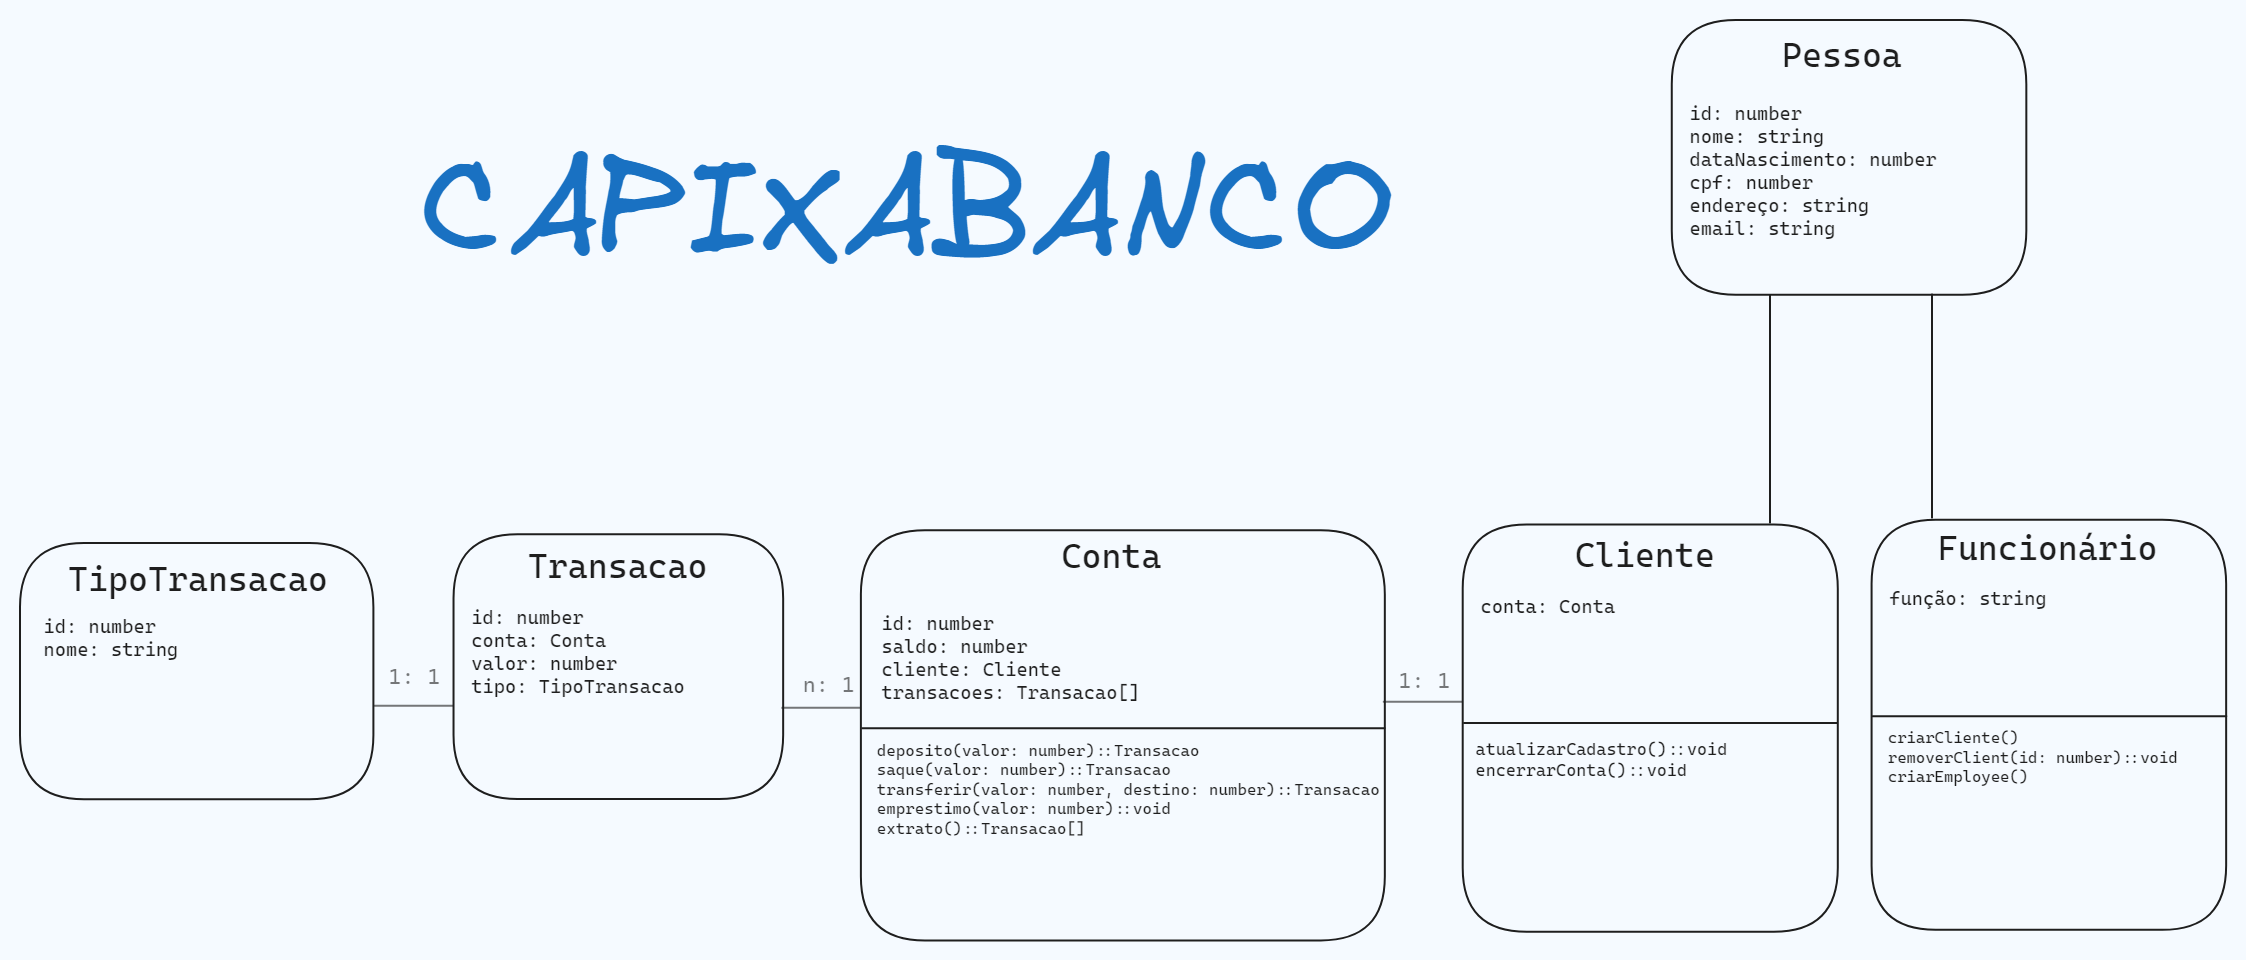 CAPIXABANCO
Pessoa
id: number
nome: string
dataNascimento: number
cpf: number
endereço: string
email: string
TipoTransacao
id: number
nome: string
1: 1
Transacao
id: number
conta: Conta
valor: number
tipo: TipoTransacao
n: 1
Conta
id: number
saldo: number
cliente: Cliente
transacoes: Transacao[]
deposito(valor: number)::Transacao
saque(valor: number)::Transacao
transferir(valor: number, destino: number)::Transacao
emprestimo(valor: number)::void
extrato()::Transacao[]
1: 1
Cliente
conta: Conta
atualizarCadastro()::void
encerrarConta()::void
Funcionário
função: string
criarCliente()
removerClient(id: number)::void
criarEmployee()